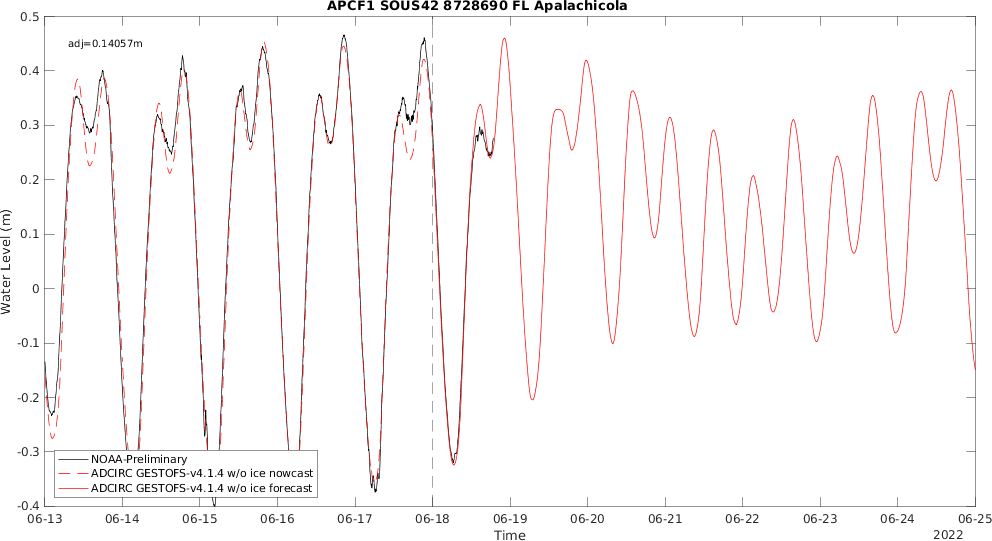 APCF1 SOUS42 8728690 FL Apalachicola
adj=0.14057m
0.5
0.4
0.3
0.2
0.1
0
-0.1
-0.2
-0.3
-0.4
Water Level (m)
NOAA-Preliminary
ADCIRC GESTOFS-v4.1.4 w/o ice nowcast
ADCIRC GESTOFS-v4.1.4 w/o ice forecast
06-13 06-14 06-15 06-16 06-17 06-18 06-19 06-20 06-21 06-22 06-23 06-24 06-25
Time
2022